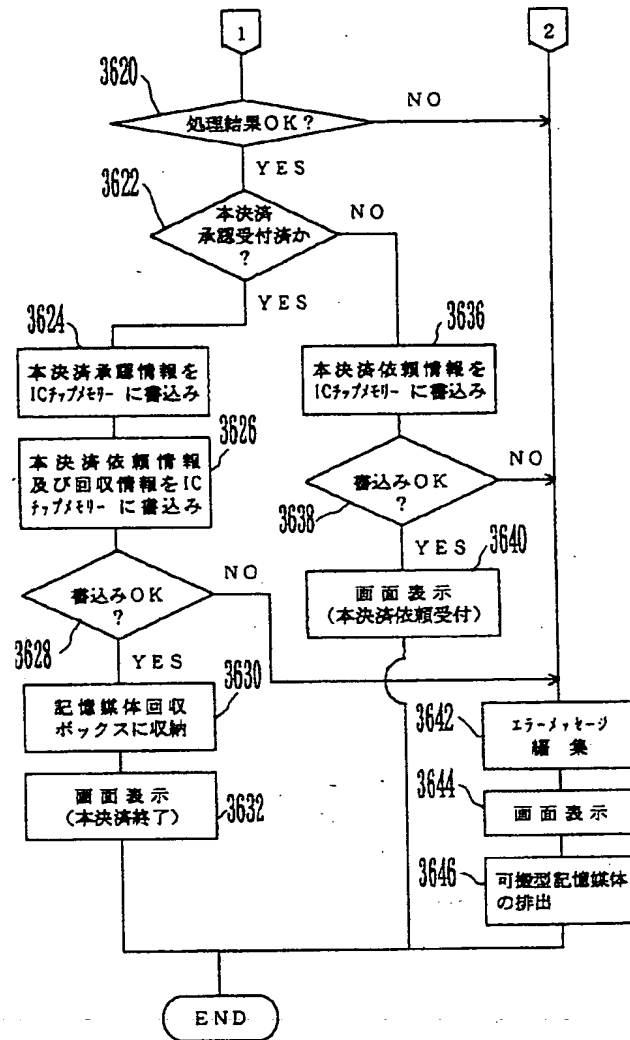 1
2
3620
処理結果OK?
NO
YES
3622
本決済
承認受付済か
?
NO
YES
3624
本決済承認情報を
ICチップメモリー に書込み
3626
本決済依頼情報
及び回収情報をIC
チップメモリー に書込み
書込みOK
?
3628
NO
YES
3630
記憶媒体回収
ボックスに収納
画面表示
(本決済終了)
3632
3636
本決済依頼情報を
ICチップメモリー に書込み
書込みOK
?
3638
NO
YES
3640
画面表示
(本決済依頼受付)
3642
エラーメッセージ
編 集
3644
画面表示
3646
可搬型記憶媒体
の排出
END